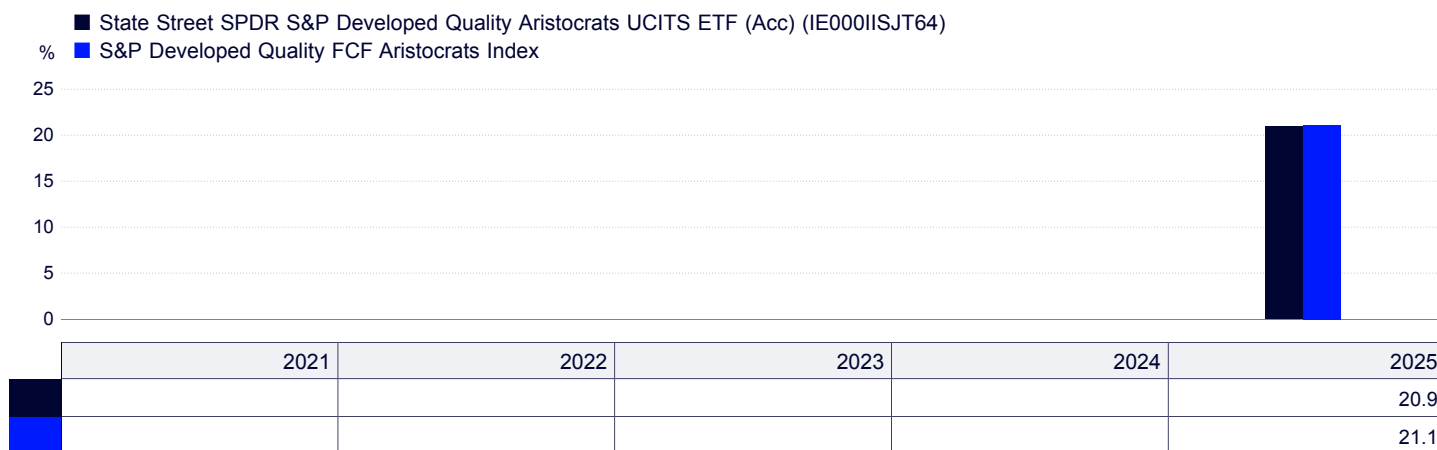 State Street SPDR S&P Developed Quality Aristocrats UCITS ETF (Acc) (IE000IISJT64)
% S&P Developed Quality FCF Aristocrats Index
25
20
15
10
5
0
2021 2022 2023 2024 2025
20.9
21.1